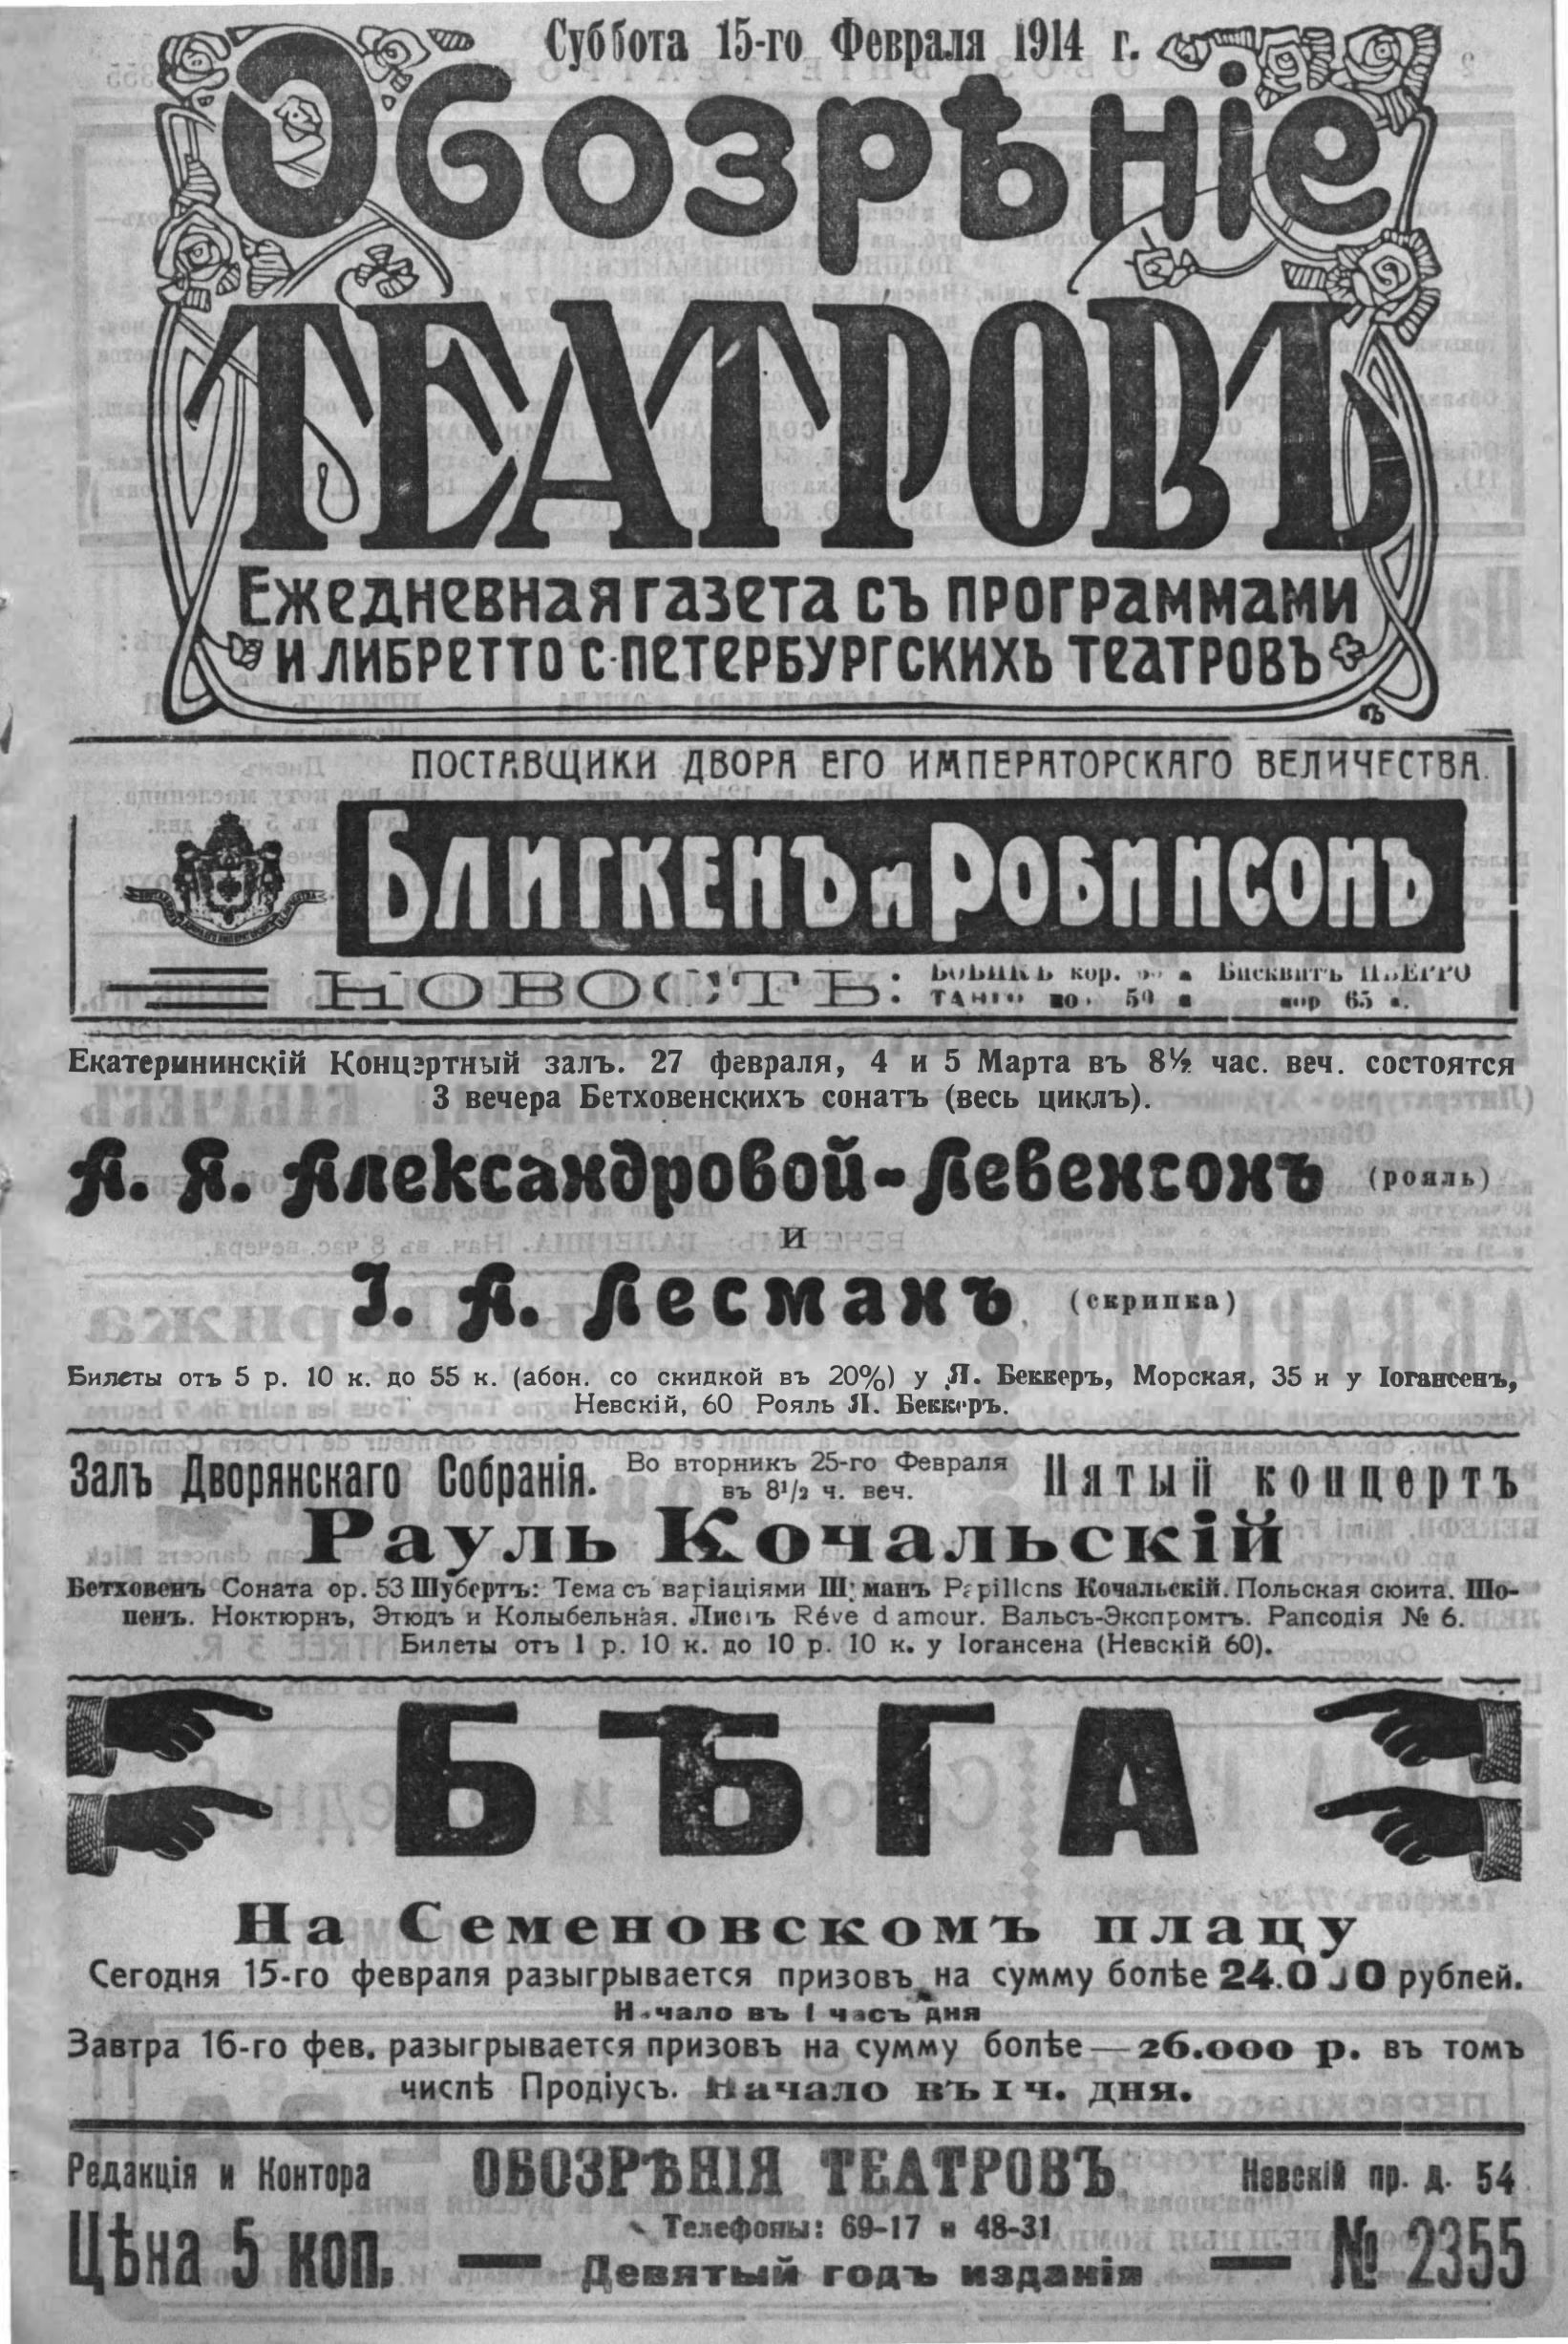 Суббота 15-го Февраля 1914 г.
Обозрѣніе
ТЕАТРОВЪ
Ежедневная газета съ программами
и либретто С-Петербургскихъ театровъ
ПОСТАВЩИКИ ДВОРА ЕГО ИМПЕРАТОРСКАГО ВЕЛИЧЕСТВА.
Блигкенъ и Робинсонъ
НОВОСТЬ: кор. Бисквитъ
50 65
Екатерининскій Концертный залъ. 27 февраля, 4 и 5 Марта въ 8½ час. веч. состоятся
3 вечера Бетховенскихъ сонатъ (весь циклъ).
А. Я. Александровой-Левенсонъ (рояль)
и
І. А. Лесманъ (скрипка)
Билеты отъ 5 р. 10 к. до 55 к. (абон. со скидкой въ 20%) у Я. Беккеръ, Морская, 35 и у Іогансенъ,
Невскій, 60 Рояль Я. Беккеръ.
Залъ Дворянскаго Собранія. Во вторникъ 25-го Февраля
въ 8½ ч. веч. Пятый концертъ
Рауль Кочальскій
Бетховенъ Соната ор. 53 Шубертъ: Тема съ варіаціями Шуманъ Papillons Кочальскій. Польская сюита. Шо-
пенъ. Ноктюрнъ, Этюдъ и Колыбельная. Листъ Réve d amour. Вальсъ-Экспромтъ. Рапсодія № 6.
Билеты отъ 1 р. 10 к. до 10 р. 10 к. у Іогансена (Невскій 60).
БѢГА
На Семеновскомъ плацу
Сегодня 15-го февраля разыгрывается призовъ на сумму болѣе 24.000 рублей.
Начало въ 1 часъ дня
Завтра 16-го фев. разыгрывается призовъ на сумму болѣе — 26.000 р. въ томъ
числѣ Продіусъ. Начало въ 1 ч. дня.
Редакція и Контора ОБОЗРѢНІЯ ТЕАТРОВЪ Невскій пр. д. 54
Телефоны: 69-17 и 48-31
Цѣна 5 коп. — Девятый годъ изданія — № 2355